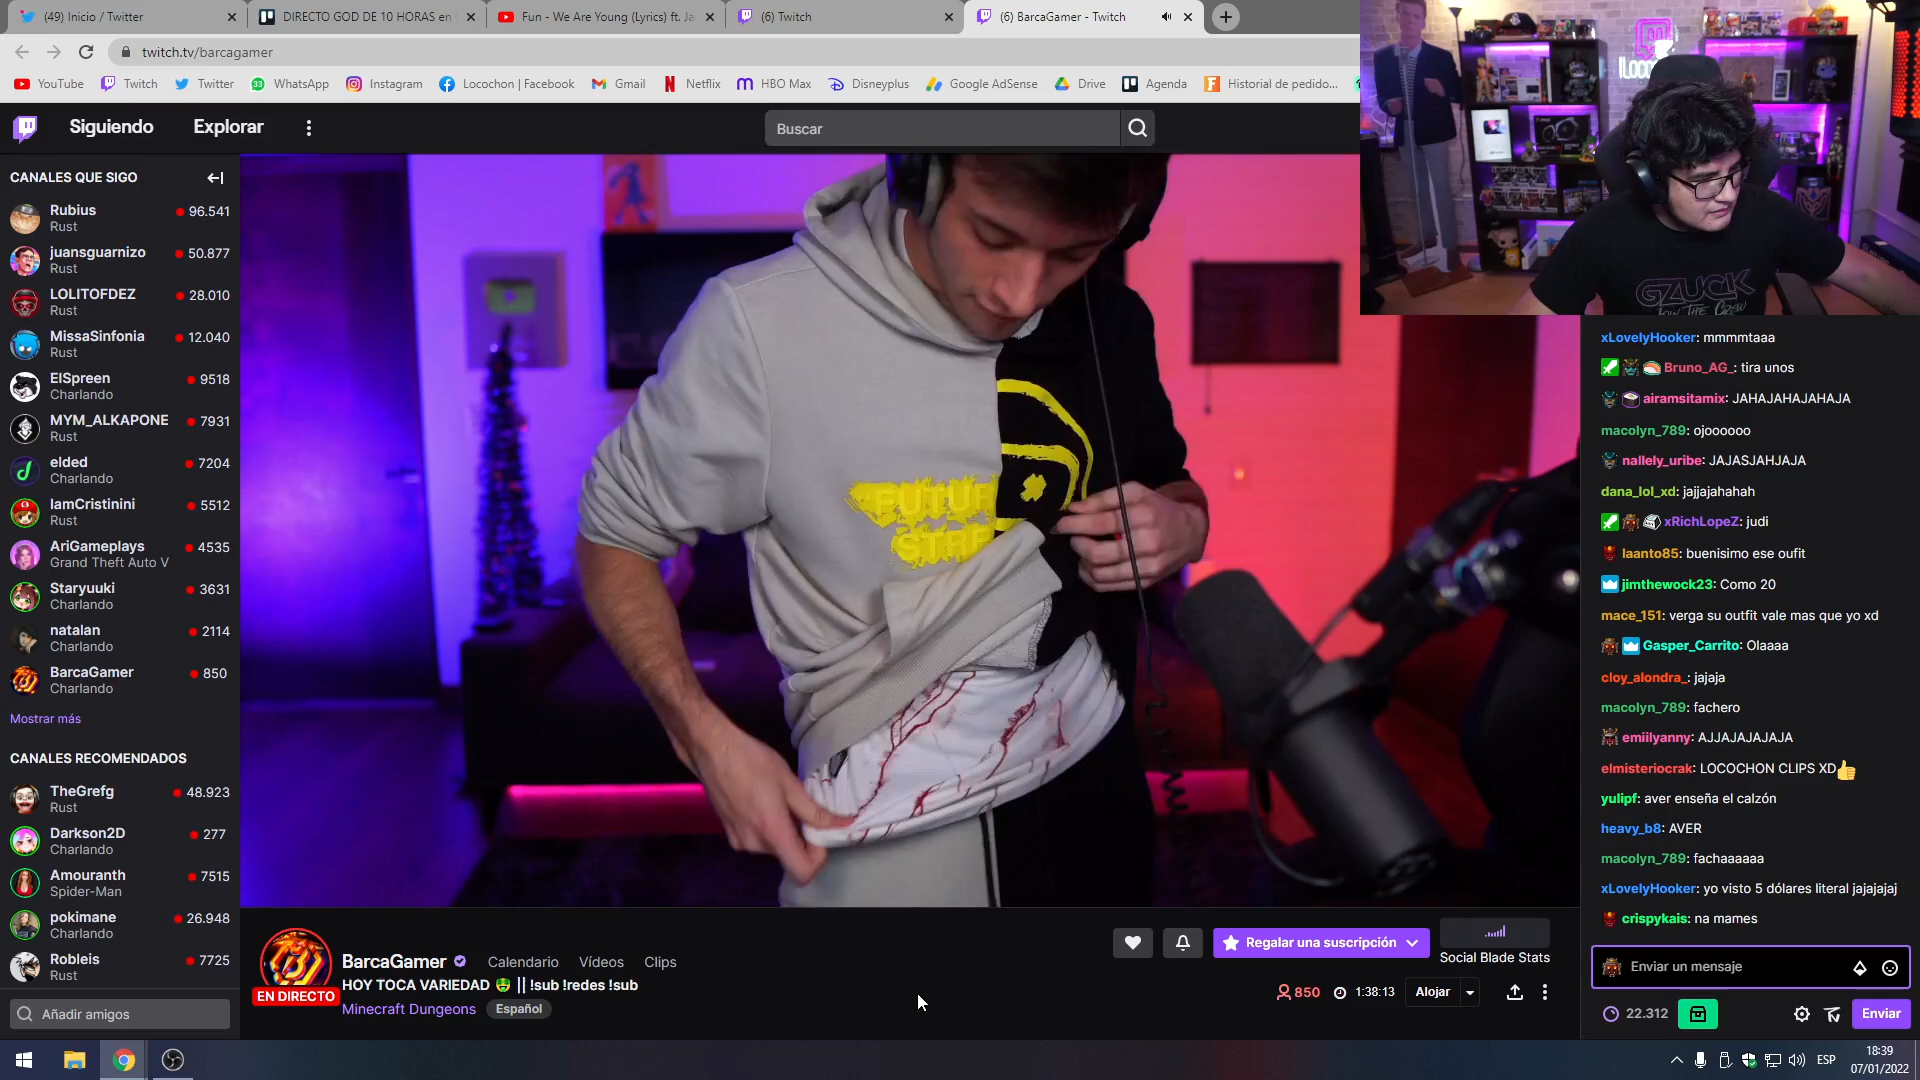 (49) Inicio / Twitter
DIRECTO GOD DE 10 HORAS en
Fun - We Are Young (Lyrics) ft. Ja
(6) Twitch
(6) BarcaGamer - Twitch
twitch.tv/barcagamer
YouTube
Twitch
Twitter
WhatsApp
Instagram
Locochon | Facebook
Gmail
Netflix
HBO Max
Disneyplus
Google AdSense
Drive
Agenda
Historial de pedido...
Siguiendo
Explorar
Buscar
CANALES QUE SIGO
Rubius 96.541
Rust
juansguarnizo 50.877
Rust
LOLITOFDEZ 28.010
Rust
MissaSinfonia 12.040
Rust
ElSpreen 9518
Charlando
MYM_ALKAPONE 7931
Rust
elded 7204
Charlando
IamCristinini 5512
Rust
AriGameplays 4535
Grand Theft Auto V
Staryuuki 3631
Charlando
natalan 2114
Charlando
BarcaGamer 850
Charlando
Mostrar más
CANALES RECOMENDADOS
TheGrefg 48.923
Rust
Darkson2D 277
Charlando
Amouranth 7515
Spider-Man
pokimane 26.948
Charlando
Robleis 7725
Rust
Añadir amigos
FUTUR
STRE
GZUCK
xLovelyHooker: mmmmtaaa
Bruno_AG_: tira unos
airamsitamix: JAHAJAHAJAHAJA
macolyn_789: ojoooooo
nallely_uribe: JAJASJAHJAJA
dana_lol_xd: jajjajahahah
xRichLopeZ: judi
laanto85: buenisimo ese oufit
jimthewock23: Como 20
mace_151: verga su outfit vale mas que yo xd
Gasper_Carrito: Olaaaa
cloy_alondra_: jajaja
macolyn_789: fachero
emiilyanny: AJJAJAJAJAJA
elmisteriocrak: LOCOCHON CLIPS XD
yulipf: aver enseña el calzón
heavy_b8: AVER
macolyn_789: fachaaaaaa
xLovelyHooker: yo visto 5 dólares literal jajajajaj
crispykais: na mames
Enviar un mensaje
22.312
Enviar
EN DIRECTO
BarcaGamer
Calendario
Vídeos
Clips
HOY TOCA VARIEDAD || !sub !redes !sub
Minecraft Dungeons
Español
Regalar una suscripción
Social Blade Stats
850
1:38:13
Alojar
ESP
18:39
07/01/2022